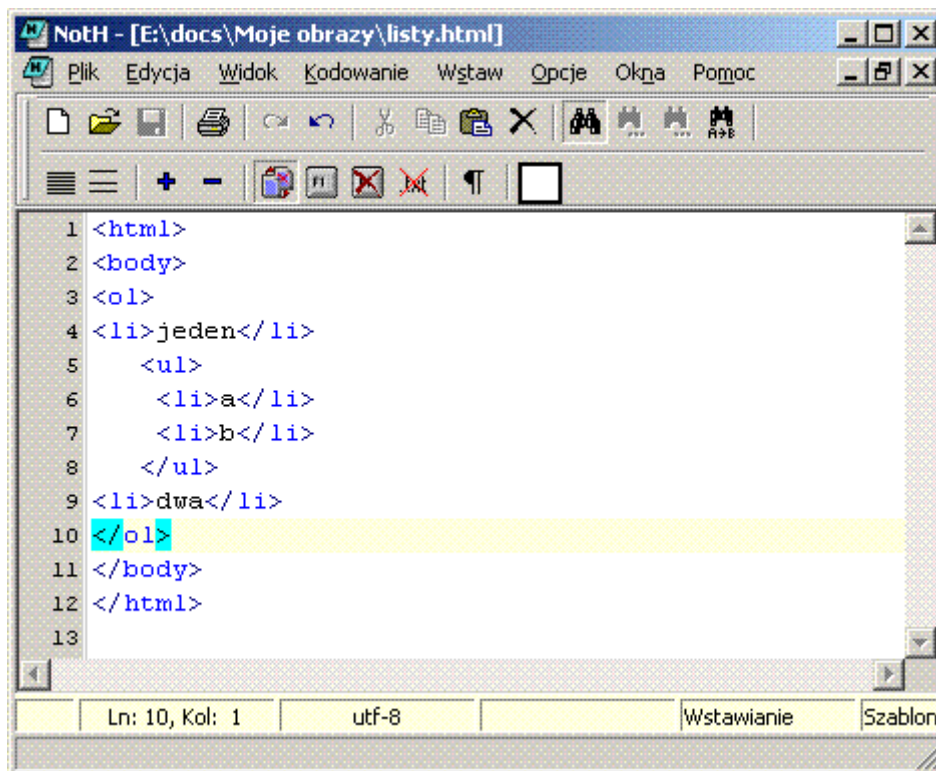 NotH - [E:\docs\Moje obrazy\listy.html]
Plik Edycja Widok Kodowanie Wstaw Opcje Okna Pomoc
A→B
F1 txt ¶
1 <html>
2 <body>
3 <ol>
4 <li>jeden</li>
5 <ul>
6 <li>a</li>
7 <li>b</li>
8 </ul>
9 <li>dwa</li>
10 </ol>
11 </body>
12 </html>
13
Ln: 10, Kol: 1 utf-8 Wstawianie Szablon